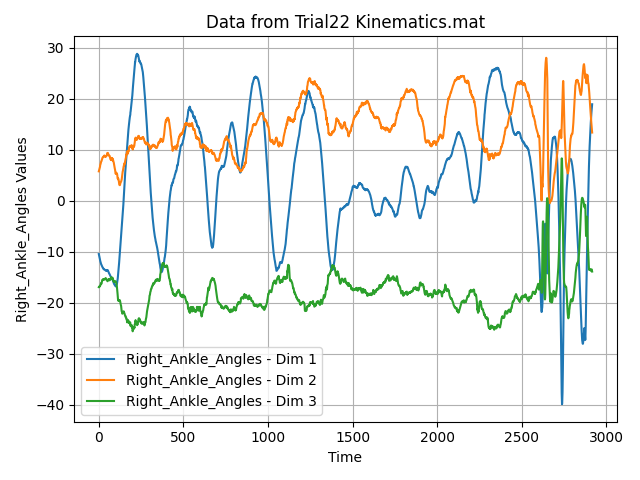 Data from Trial22 Kinematics.mat
Right_Ankle_Angles Values
30
20
10
0
−10
−20
−30
−40
Right_Ankle_Angles - Dim 1
Right_Ankle_Angles - Dim 2
Right_Ankle_Angles - Dim 3
0 500 1000 1500 2000 2500 3000
Time